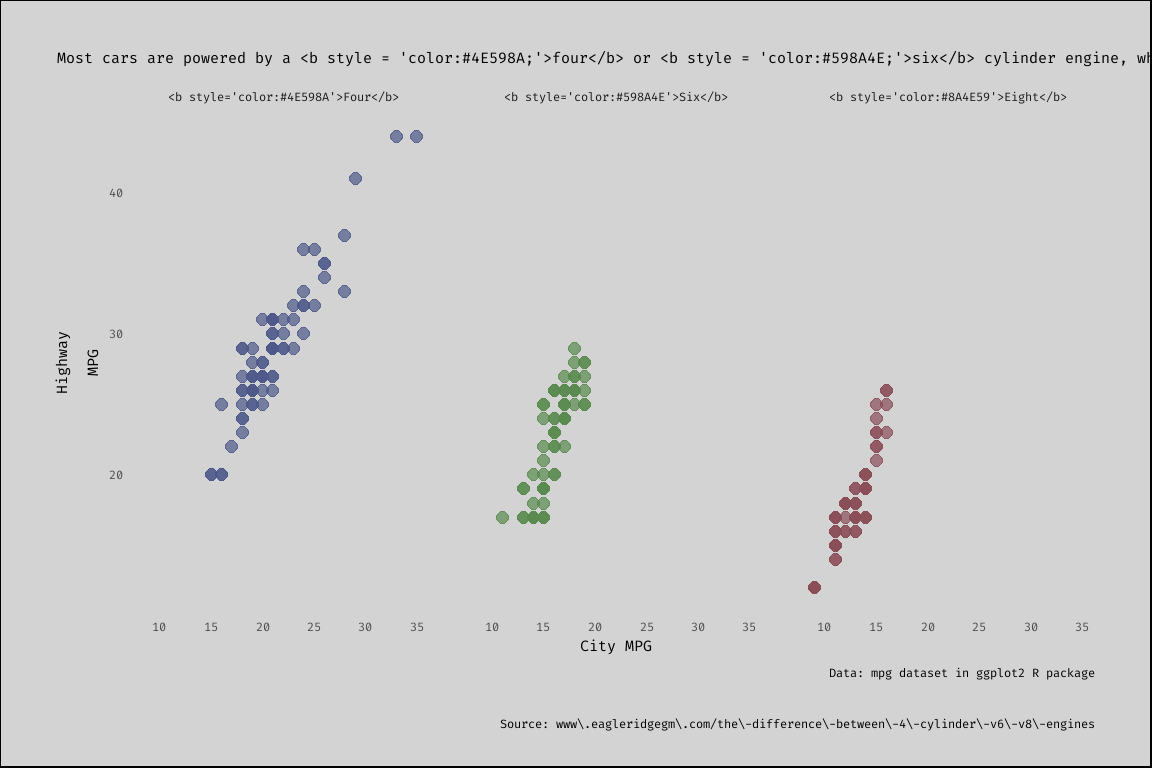 Most cars are powered by a <b style = 'color:#4E598A;'>four</b> or <b style = 'color:#598A4E;'>six</b> cylinder engine,
<b style='color:#4E598A'>Four</b> <b style='color:#598A4E'>Six</b> <b style='color:#8A4E59'>Eight</b>
40
30
20
Highway
MPG
10 15 20 25 30 35 10 15 20 25 30 35 10 15 20 25 30 35
City MPG
Data: mpg dataset in ggplot2 R package
Source: www\.eagleridgegm\.com/the\-difference\-between\-4\-cylinder\-v6\-v8\-engines